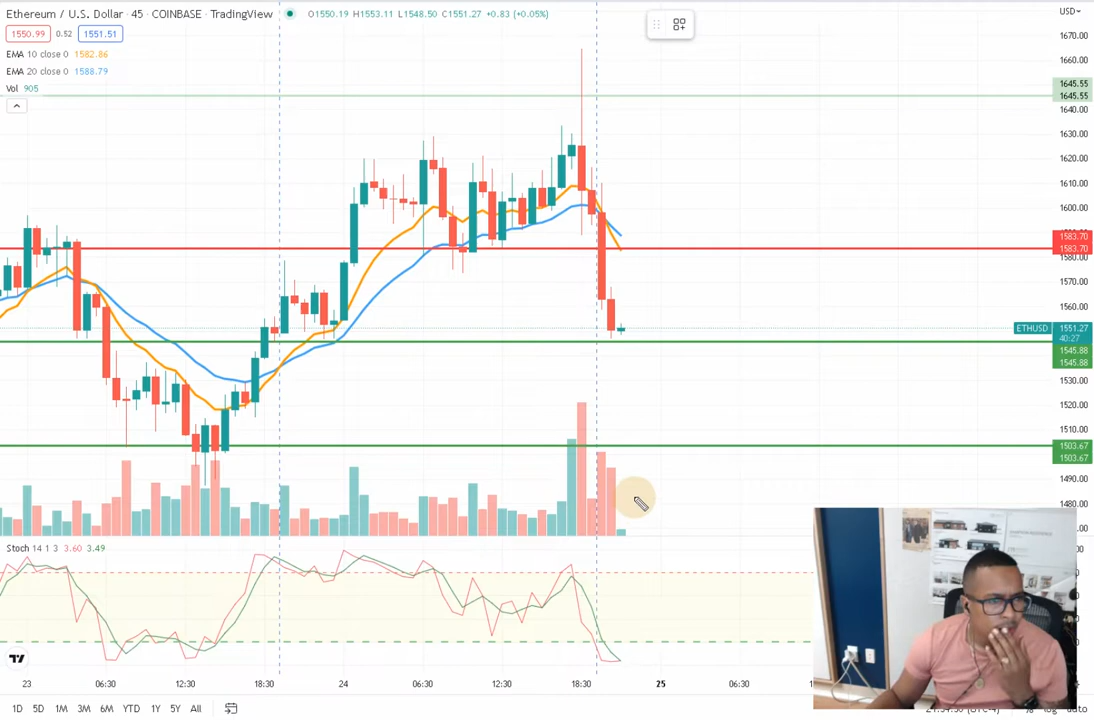 Ethereum / U.S. Dollar · 45 · COINBASE · TradingView O1550.19 H1553.11 L1548.50 C1551.27 +0.83 (+0.05%) USD
1550.99 0.52 1551.51
EMA 10 close 0 1582.86
EMA 20 close 0 1588.79
Vol 905
1670.00
1660.00
1645.55
1645.55
1640.00
1630.00
1620.00
1610.00
1600.00
1583.70
1583.70
1580.00
1570.00
1560.00
ETHUSD 1551.27
40:27
1545.88
1545.88
1530.00
1520.00
1510.00
1503.67
1503.67
1490.00
1480.00
Stoch 14 1 3 3.60 3.49
23 06:30 12:30 18:30 24 06:30 12:30 18:30 25 06:30
1D 5D 1M 3M 6M YTD 1Y 5Y All % log auto